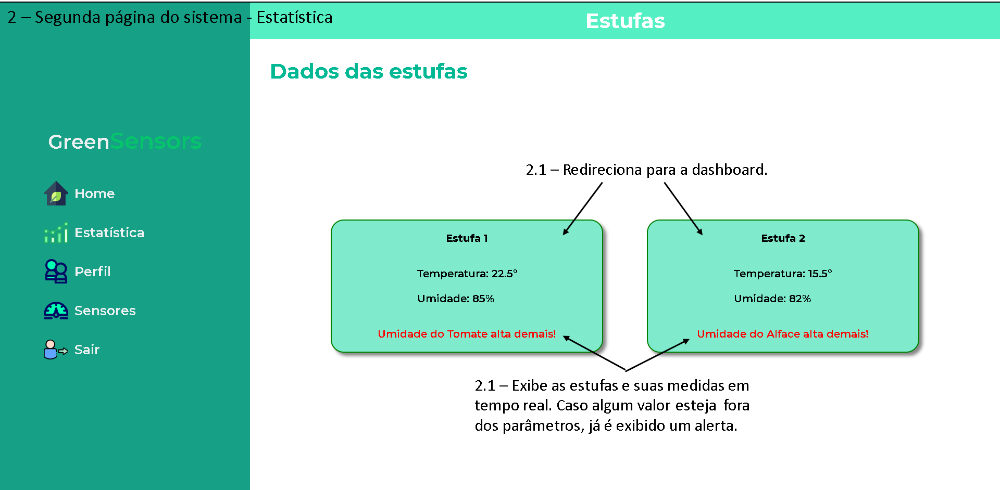 2 – Segunda página do sistema - Estatística
Estufas
Dados das estufas
GreenSensors
Home
Estatística
Perfil
Sensores
Sair
2.1 – Redireciona para a dashboard.
Estufa 1
Temperatura: 22.5°
Umidade: 85%
Umidade do Tomate alta demais!
Estufa 2
Temperatura: 15.5°
Umidade: 82%
Umidade do Alface alta demais!
2.1 – Exibe as estufas e suas medidas em
tempo real. Caso algum valor esteja fora
dos parâmetros, já é exibido um alerta.